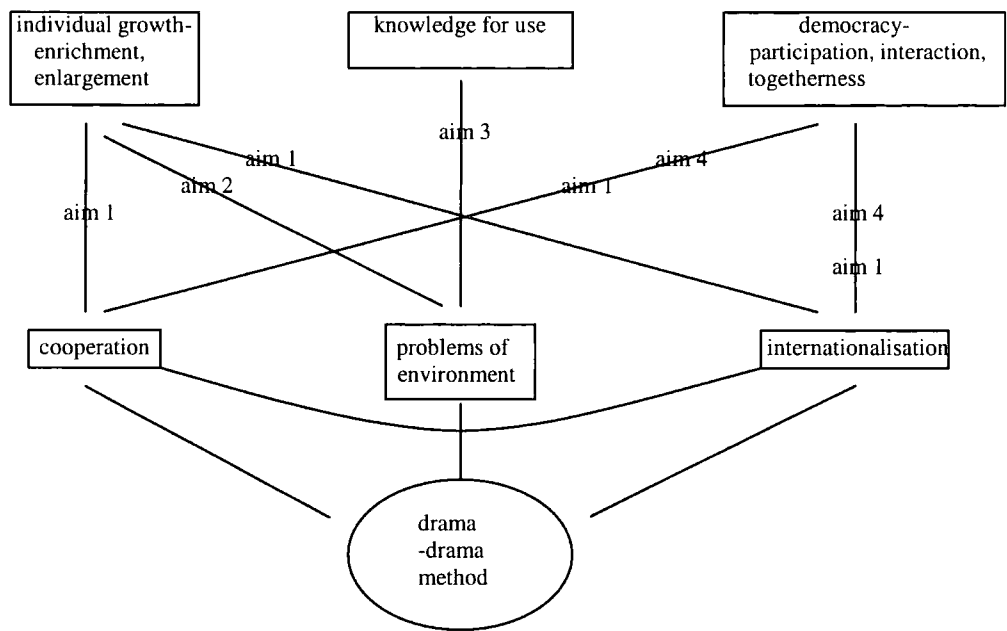 individual growth-
enrichment,
enlargement
knowledge for use
democracy-
participation, interaction,
togetherness
aim 3
aim 1
aim 4
aim 2
aim 1
aim 1
aim 4
aim 1
cooperation
problems of
environment
internationalisation
drama
-drama
method